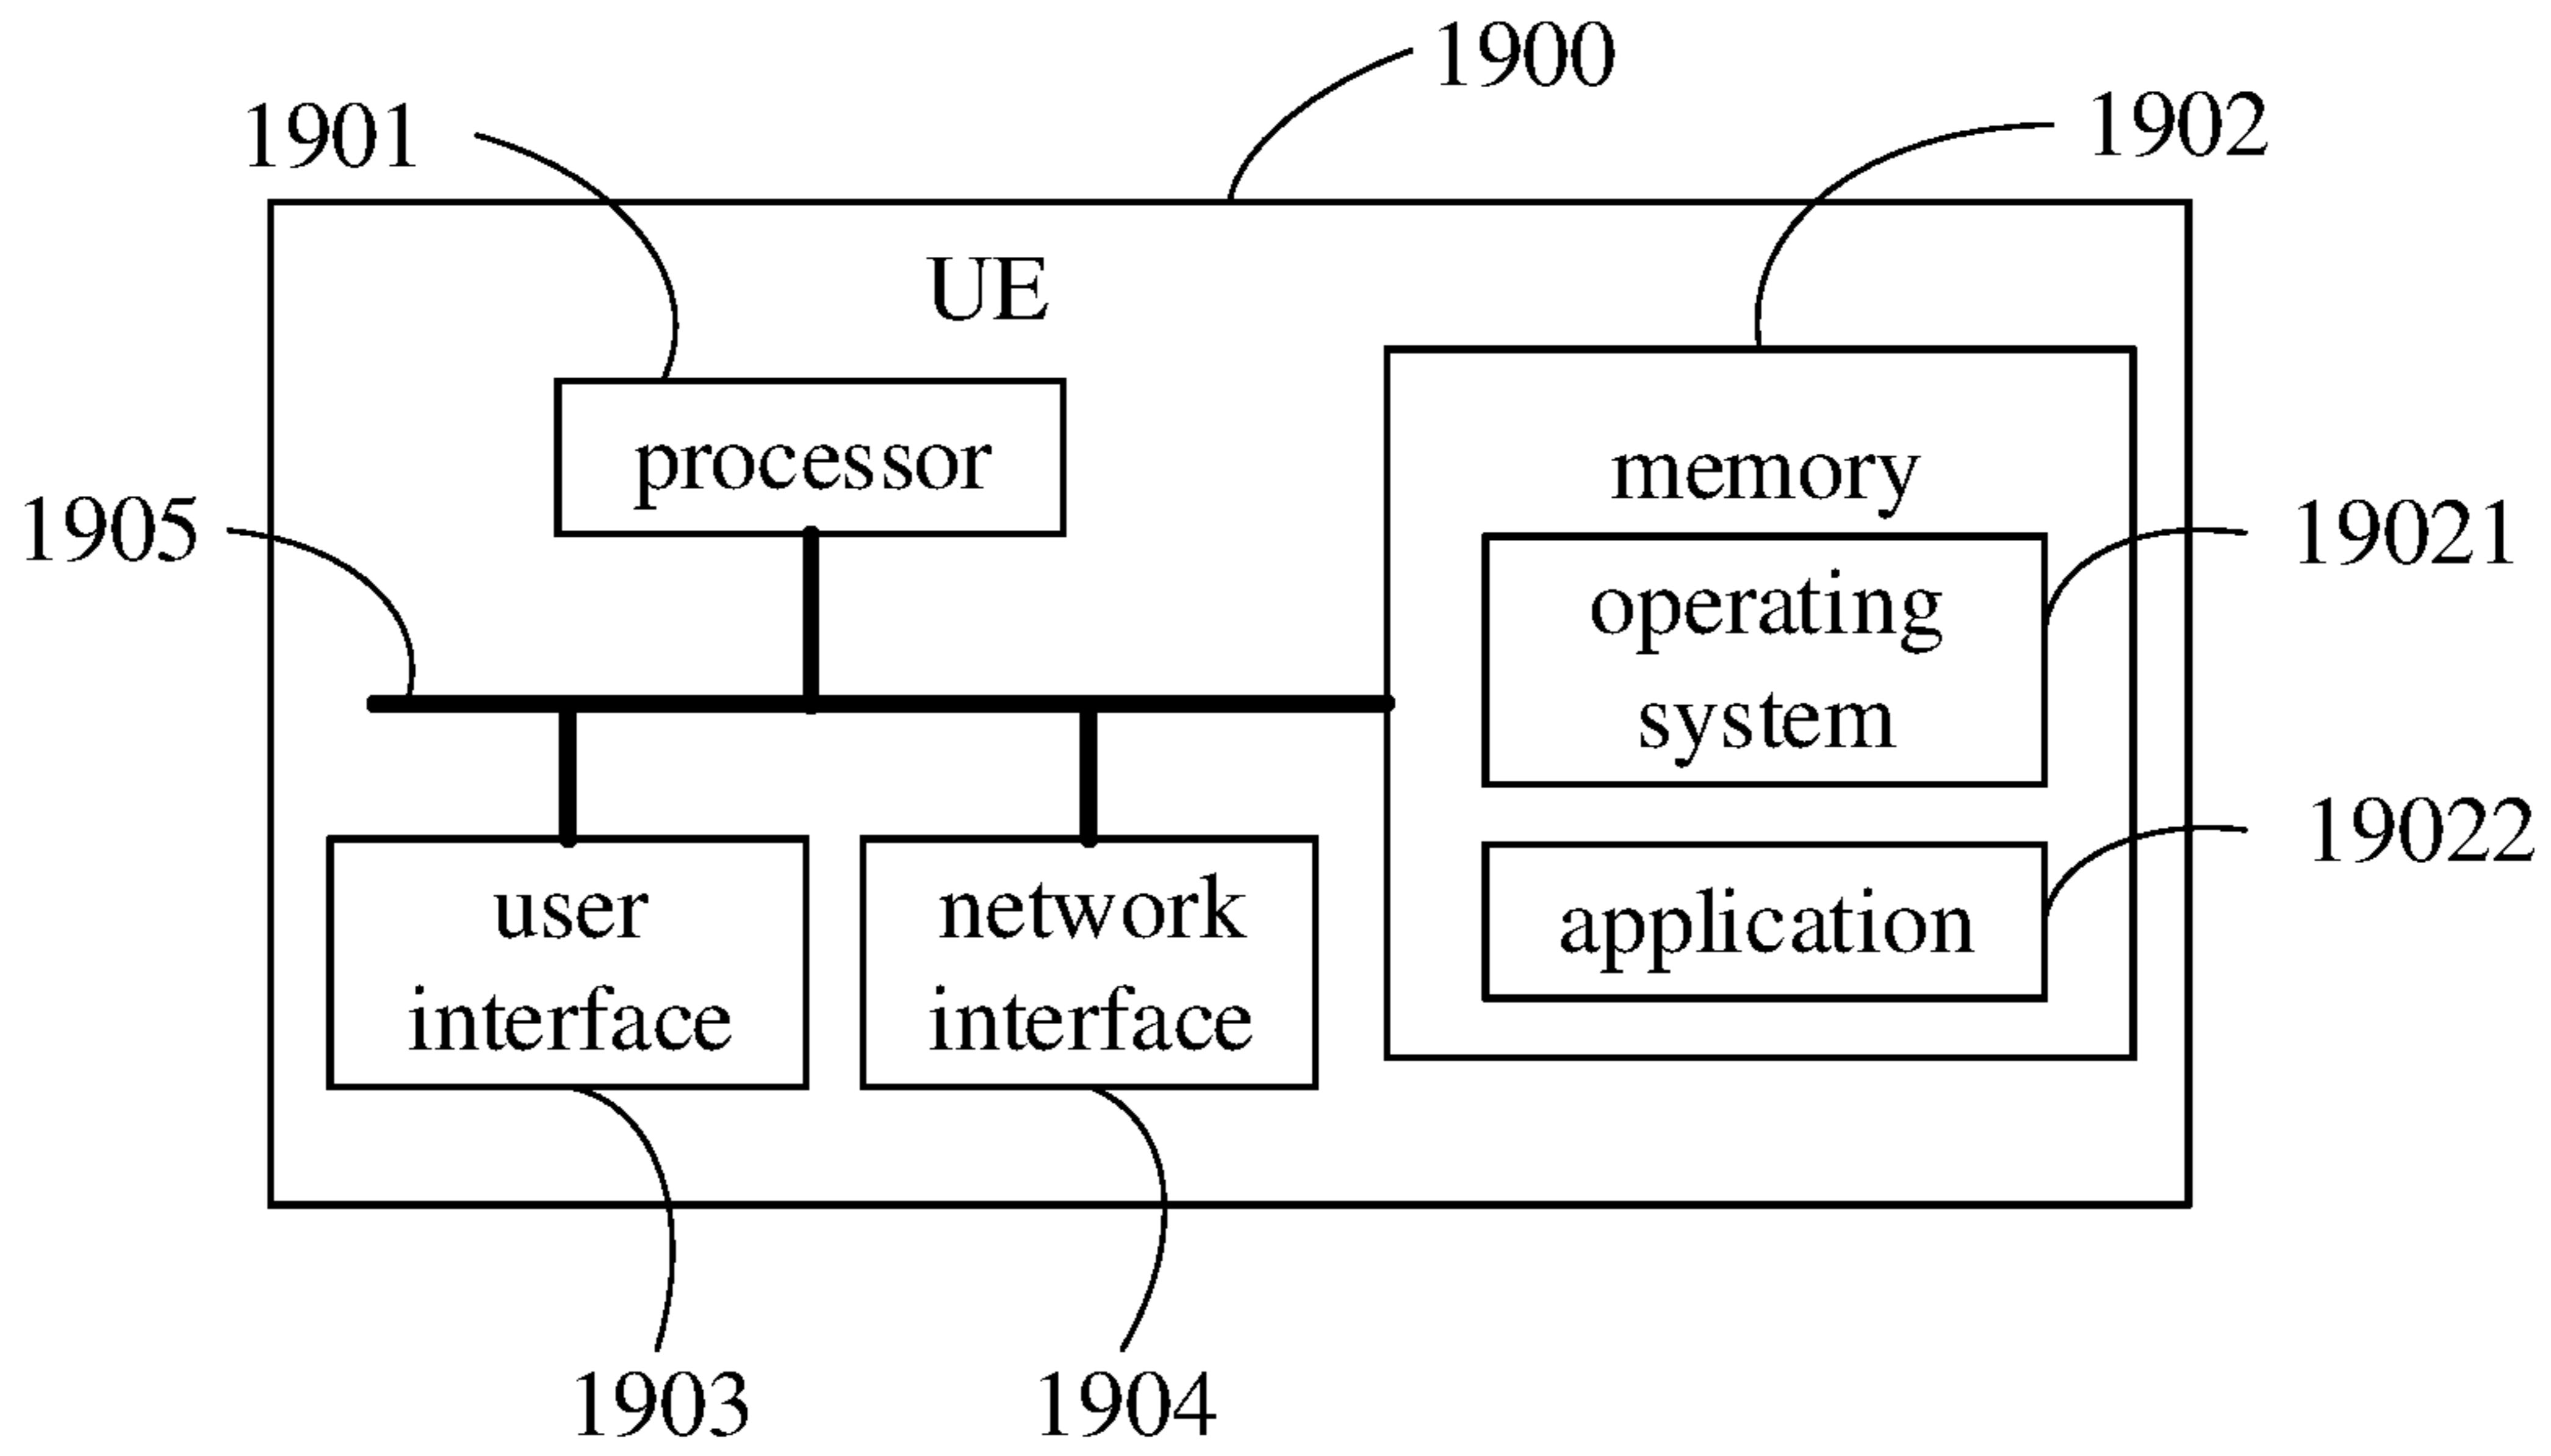 1900
1901
1902
UE
processor
memory
1905
19021
operating
system
19022
application
user
interface
network
interface
1903
1904